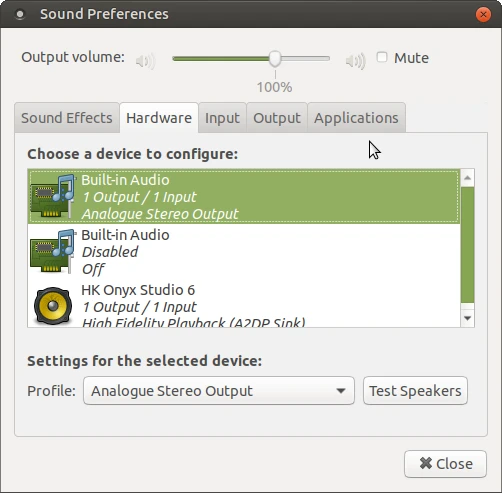 Sound Preferences
Output volume:
Mute
100%
Sound Effects
Hardware
Input
Output
Applications
Choose a device to configure:
Built-in Audio
1 Output / 1 Input
Analogue Stereo Output
Built-in Audio
Disabled
Off
HK Onyx Studio 6
1 Output / 1 Input
High Fidelity Playback (A2DP Sink)
Settings for the selected device:
Profile:
Analogue Stereo Output
Test Speakers
Close